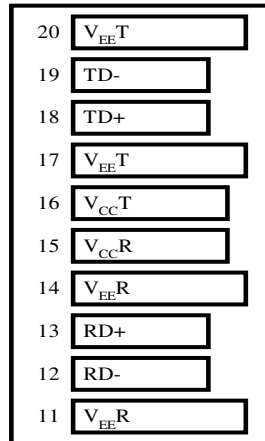 20 VEET
19 TD-
18 TD+
17 VEET
16 VCCT
15 VCCR
14 VEER
13 RD+
12 RD-
11 VEER